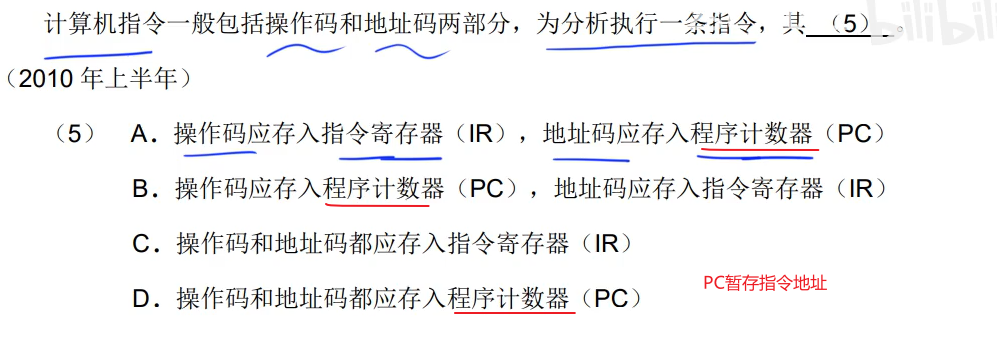 计算机指令一般包括操作码和地址码两部分，为分析执行一条指令，其（5）。
（2010 年上半年）
（5） A．操作码应存入指令寄存器（IR），地址码应存入程序计数器（PC）
B．操作码应存入程序计数器（PC），地址码应存入指令寄存器（IR）
C．操作码和地址码都应存入指令寄存器（IR）
D．操作码和地址码都应存入程序计数器（PC）
PC暂存指令地址
bilibili